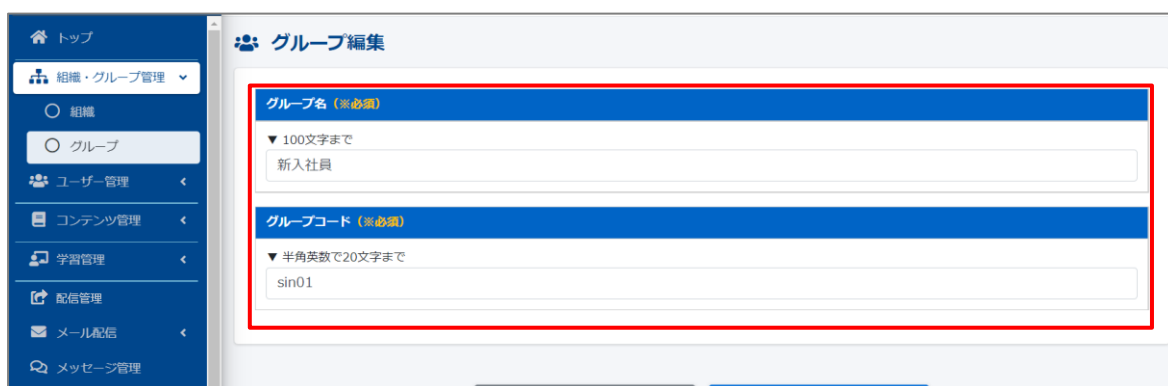 トップ
組織・グループ管理
組織
グループ
ユーザー管理
コンテンツ管理
学習管理
配信管理
メール配信
メッセージ管理
グループ編集
グループ名（※必須）
▼ 100文字まで
新入社員
グループコード（※必須）
▼ 半角英数で20文字まで
sin01